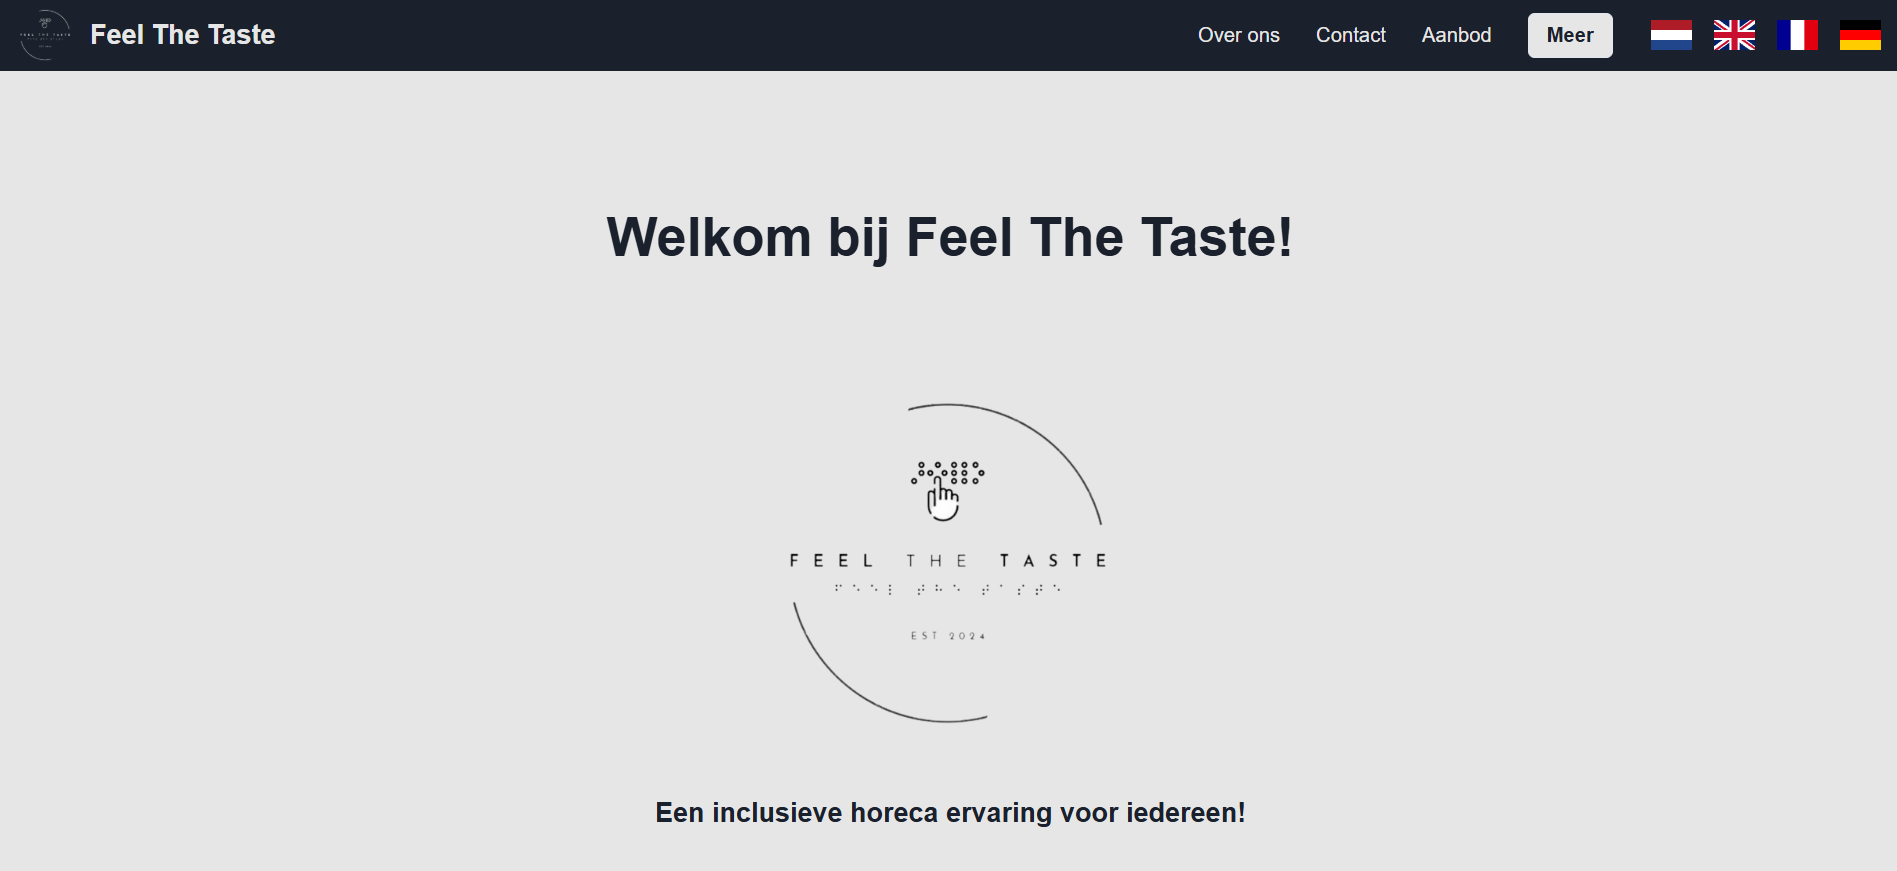 Feel The Taste
Over ons
Contact
Aanbod
Meer
Welkom bij Feel The Taste!
FEEL THE TASTE
⠋⠑⠑⠇ ⠞⠓⠑ ⠞⠁⠎⠞⠑
EST 2024
Een inclusieve horeca ervaring voor iedereen!